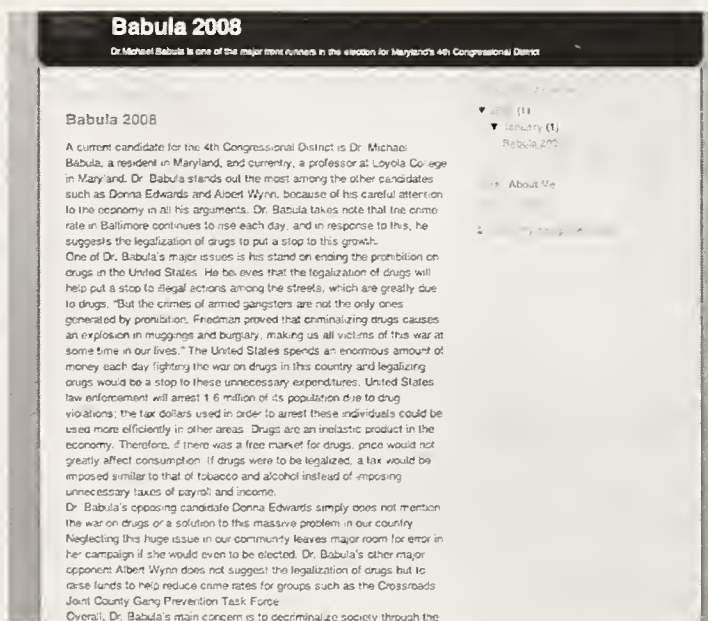 Babula 2008
Dr.Michael Babula is one of the major front runners in the election for Maryland's 4th Congressional District
Babula 2008
A current candidate for the 4th Congressional District is Dr. Michael
Babula, a resident in Maryland, and currentry, a professor at Loyola College
in Maryland. Dr. Babula stands out the most among the other candidates
such as Donna Edwards and Albert Wynn, because of his careful attention
to the economy in all his arguments. Dr. Babula takes note that the crime
rate in Baltimore continues to rise each day, and in response to this, he
suggests the legalization of drugs to put a stop to this growth.
One of Dr. Babula's major issues is his stand on ending the prohibition on
drugs in the United States. He believes that the legalization of drugs will
help put a stop to illegal actions among the streets, which are greatly due
to drugs. "But the crimes of armed gangsters are not the only ones
generated by prohibition. Friedman proved that criminalizing drugs causes
an explosion in muggings and burglary, making us all victims of this war at
some time in our lives." The United States spends an enormous amount of
money each day fighting the war on drugs in this country and legalizing
drugs would be a stop to these unnecessary expenditures. United States
law enforcement will arrest 1.6 million of its population due to drug
violations; the tax dollars used in order to arrest these individuals could be
used more efficiently in other areas. Drugs are an inelastic product in the
economy. Therefore, if there was a free market for drugs, price would not
greatly affect consumption. If drugs were to be legalized, a tax would be
imposed similar to that of tobacco and alcohol instead of imposing
unnecessary taxes of payroll and income.
Dr. Babula's opposing candidate Donna Edwards simply does not mention
the war on drugs or a solution to this massive problem in our country.
Neglecting this huge issue in our community leaves major room for error in
her campaign if she would even to be elected. Dr. Babula's other major
opponent Albert Wynn does not suggest the legalization of drugs but to
raise funds to help reduce crime rates for groups such as the Crossroads
Joint County Gang Prevention Task Force.
Overall, Dr. Babula's main concern is to decriminalize society through the
▼ (1)
▼ January (1)
Babula 200
About Me